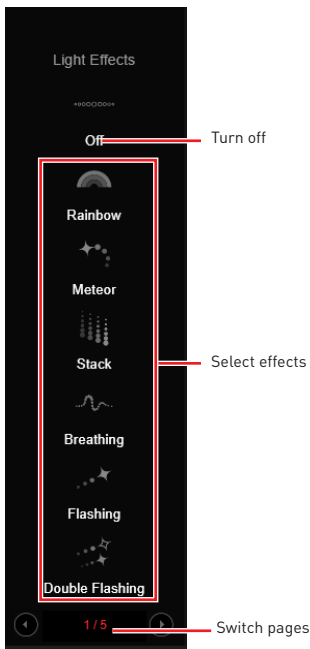 Light Effects
Off
Turn off
Rainbow
Meteor
Stack
Select effects
Breathing
Flashing
Double Flashing
1 / 5
Switch pages